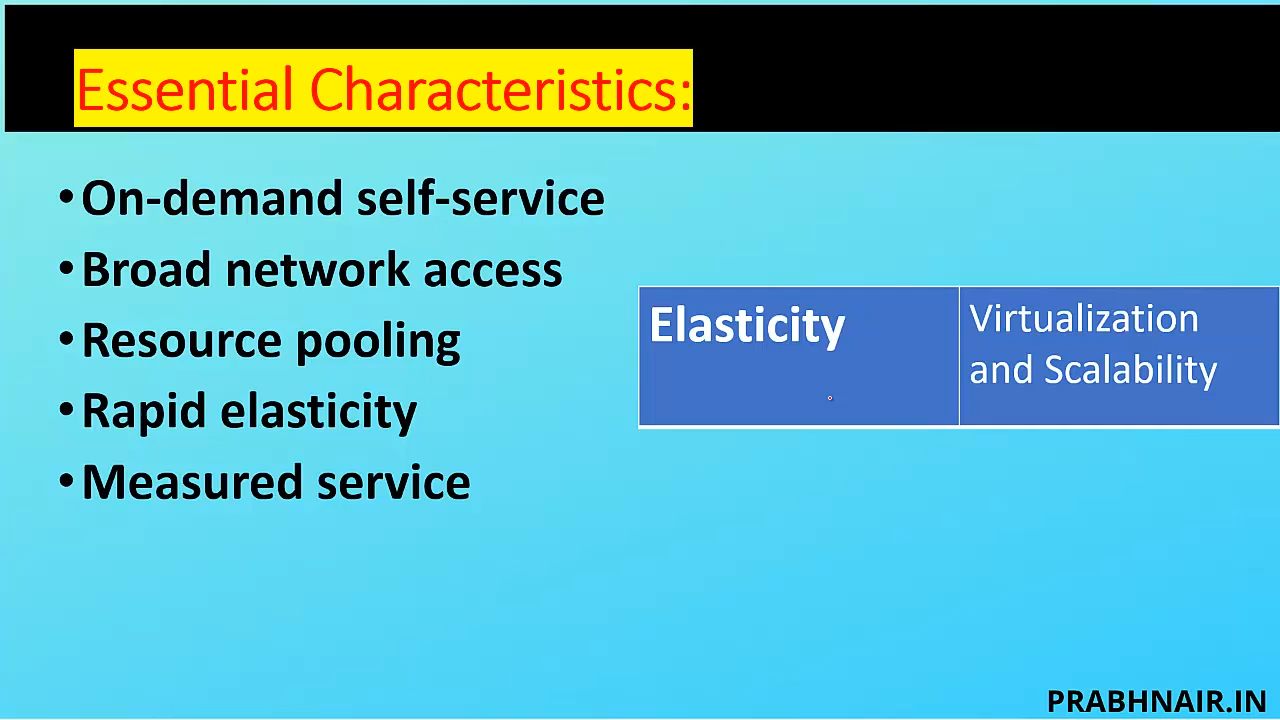 Essential Characteristics:
•On-demand self-service
•Broad network access
•Resource pooling
•Rapid elasticity
•Measured service
Elasticity
Virtualization
and Scalability
PRABHNAIR.IN